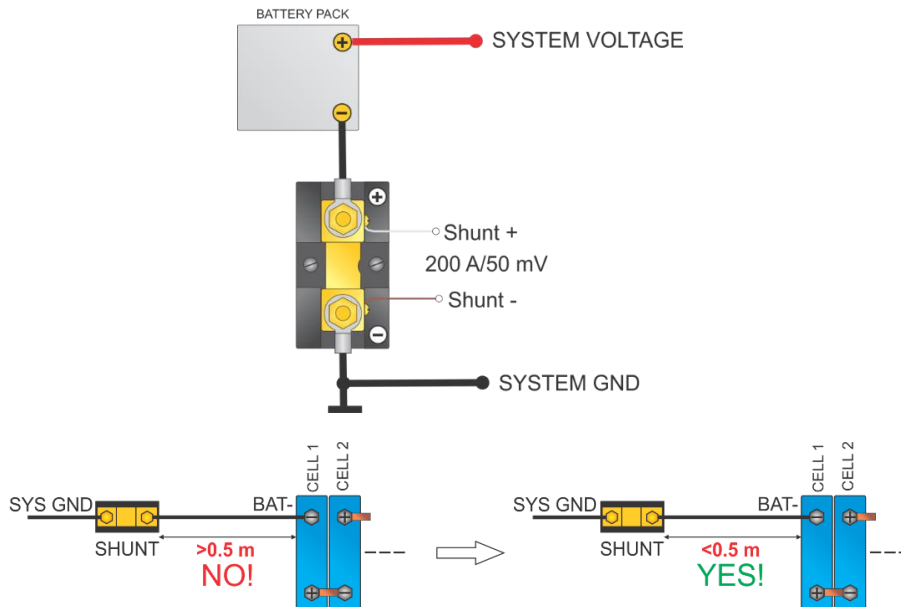 BATTERY PACK
+
SYSTEM VOLTAGE
−
+
Shunt +
200 A/50 mV
Shunt -
−
SYSTEM GND
CELL 1
CELL 2
SYS GND
BAT-
SHUNT
>0.5 m
NO!
CELL 1
CELL 2
SYS GND
BAT-
SHUNT
<0.5 m
YES!